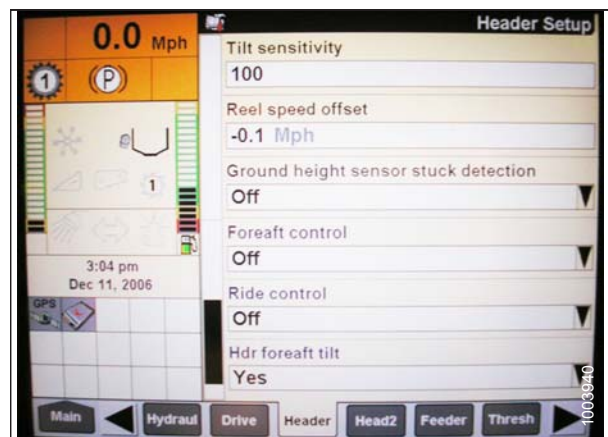 0.0 Mph
1
(P)
1
3:04 pm
Dec 11, 2006
GPS
Header Setup
Tilt sensitivity
100
Reel speed offset
-0.1 Mph
Ground height sensor stuck detection
Off
Foreaft control
Off
Ride control
Off
Hdr foreaft tilt
Yes
Main
Hydraul
Drive
Header
Head2
Feeder
Thresh
1003940